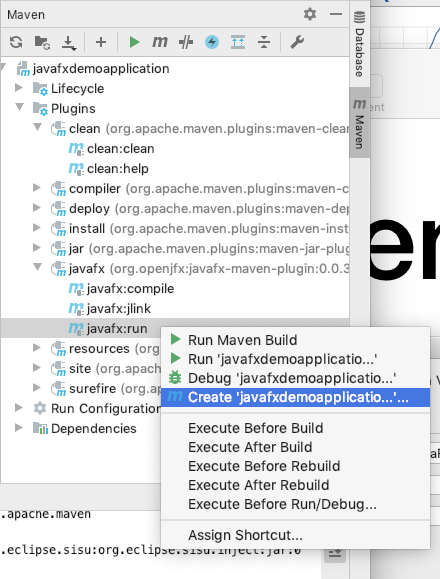 Maven
javafxdemoapplication
Lifecycle
Plugins
clean (org.apache.maven.plugins:maven-clea
clean:clean
clean:help
compiler (org.apache.maven.plugins:maven-c
deploy (org.apache.maven.plugins:maven-dep
install (org.apache.maven.plugins:maven-inst
jar (org.apache.maven.plugins:maven-jar-plug
javafx (org.openjfx:javafx-maven-plugin:0.0.3
javafx:compile
javafx:jlink
javafx:run
resources (org.apac
site (org.apac
surefire (org.apac
Run Configuration
Dependencies
Database
Maven
ent
en
Run Maven Build
Run 'javafxdemoapplicatio...'
Debug 'javafxdemoapplicatio...'
Create 'javafxdemoapplicatio...'...
Execute Before Build
Execute After Build
Execute Before Rebuild
Execute After Rebuild
Execute Before Run/Debug...
Assign Shortcut...
.apache.maven
.eclipse.sisu:org.eclipse.sisu.inject:jar:0